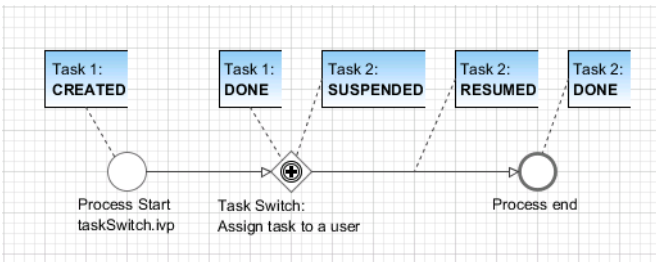 Task 1:
CREATED
Task 1:
DONE
Task 2:
SUSPENDED
Task 2:
RESUMED
Task 2:
DONE
Process Start
taskSwitch.ivp
Task Switch:
Assign task to a user
Process end